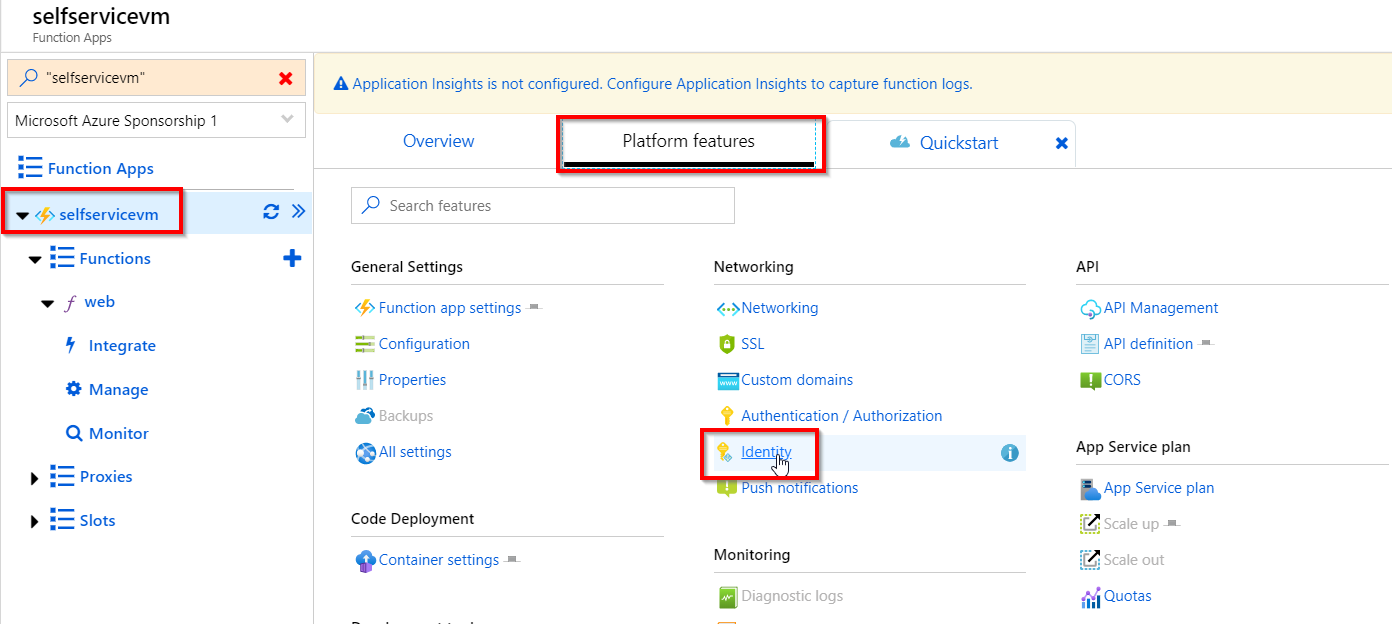 selfservicevm
Function Apps
"selfservicevm"
Microsoft Azure Sponsorship 1
Function Apps
selfservicevm
Functions
web
Integrate
Manage
Monitor
Proxies
Slots
Application Insights is not configured. Configure Application Insights to capture function logs.
Overview
Platform features
Quickstart
Search features
General Settings
Function app settings
Configuration
Properties
Backups
All settings
Code Deployment
Container settings
Networking
Networking
SSL
www
Custom domains
Authentication / Authorization
Identity
Push notifications
Monitoring
Diagnostic logs
API
API Management
API definition
CORS
App Service plan
App Service plan
Scale up
Scale out
Quotas